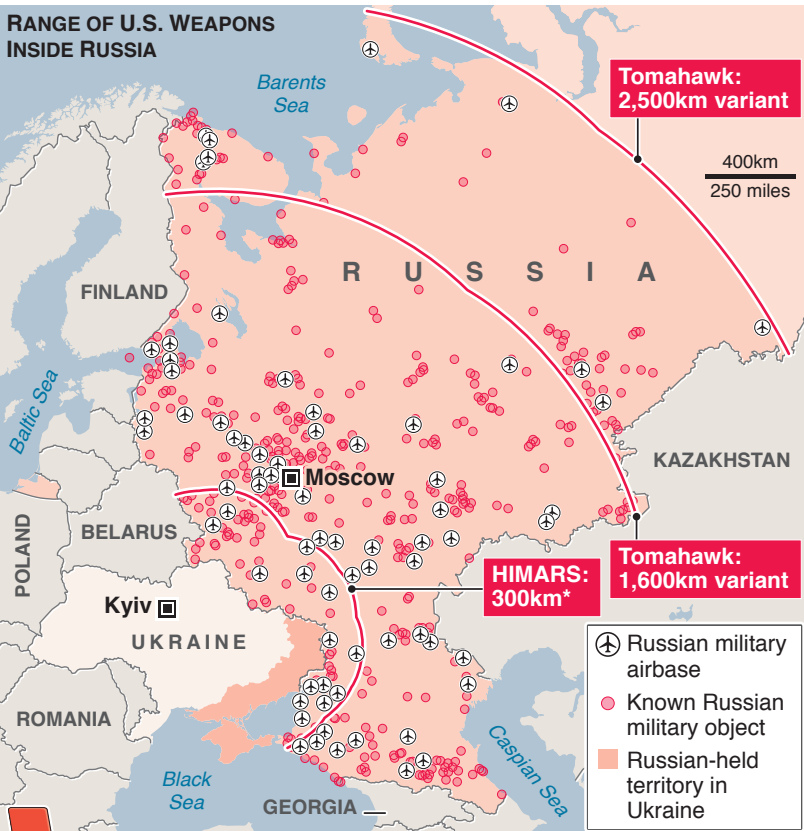 RANGE OF U.S. WEAPONS
INSIDE RUSSIA
Barents
Sea
Tomahawk:
2,500km variant
400km
250 miles
RUSSIA
FINLAND
Baltic Sea
Moscow
KAZAKHSTAN
POLAND
BELARUS
HIMARS:
300km*
Tomahawk:
1,600km variant
Kyiv
UKRAINE
ROMANIA
Black
Sea
GEORGIA
Caspian Sea
Russian military
airbase
Known Russian
military object
Russian-held
territory in
Ukraine